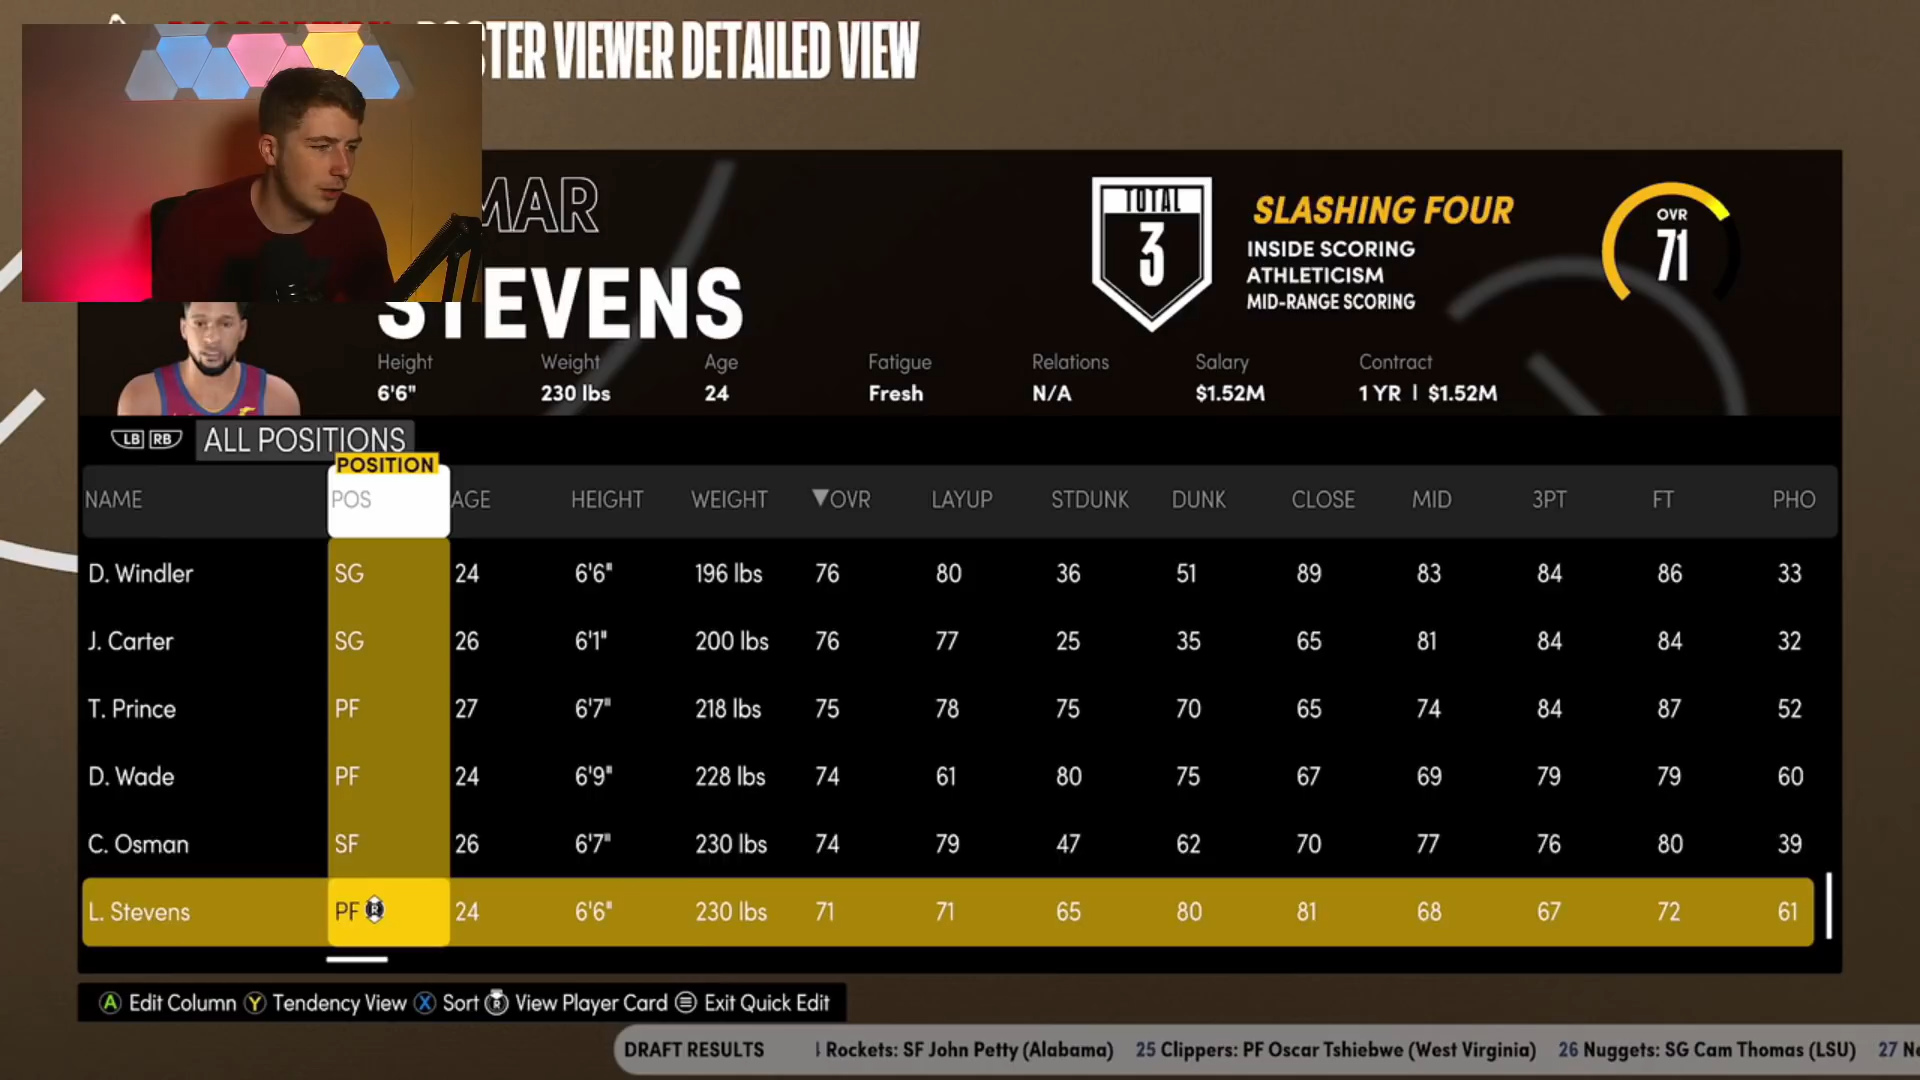 STER VIEWER DETAILED VIEW
MAR
STEVENS
TOTAL
3
SLASHING FOUR
INSIDE SCORING
ATHLETICISM
MID-RANGE SCORING
OVR
71
Height Weight Age Fatigue Relations Salary Contract
6'6" 230 lbs 24 Fresh N/A $1.52M 1 YR | $1.52M
LB RB ALL POSITIONS
POSITION
NAME POS AGE HEIGHT WEIGHT ▼OVR LAYUP STDUNK DUNK CLOSE MID 3PT FT PHO
D. Windler SG 24 6'6" 196 lbs 76 80 36 51 89 83 84 86 33
J. Carter SG 26 6'1" 200 lbs 76 77 25 35 65 81 84 84 32
T. Prince PF 27 6'7" 218 lbs 75 78 75 70 65 74 84 87 52
D. Wade PF 24 6'9" 228 lbs 74 61 80 75 67 69 79 79 60
C. Osman SF 26 6'7" 230 lbs 74 79 47 62 70 77 76 80 39
L. Stevens PF R 24 6'6" 230 lbs 71 71 65 80 81 68 67 72 61
A Edit Column Y Tendency View X Sort R View Player Card Exit Quick Edit
DRAFT RESULTS Rockets: SF John Petty (Alabama) 25 Clippers: PF Oscar Tshiebwe (West Virginia) 26 Nuggets: SG Cam Thomas (LSU) 27